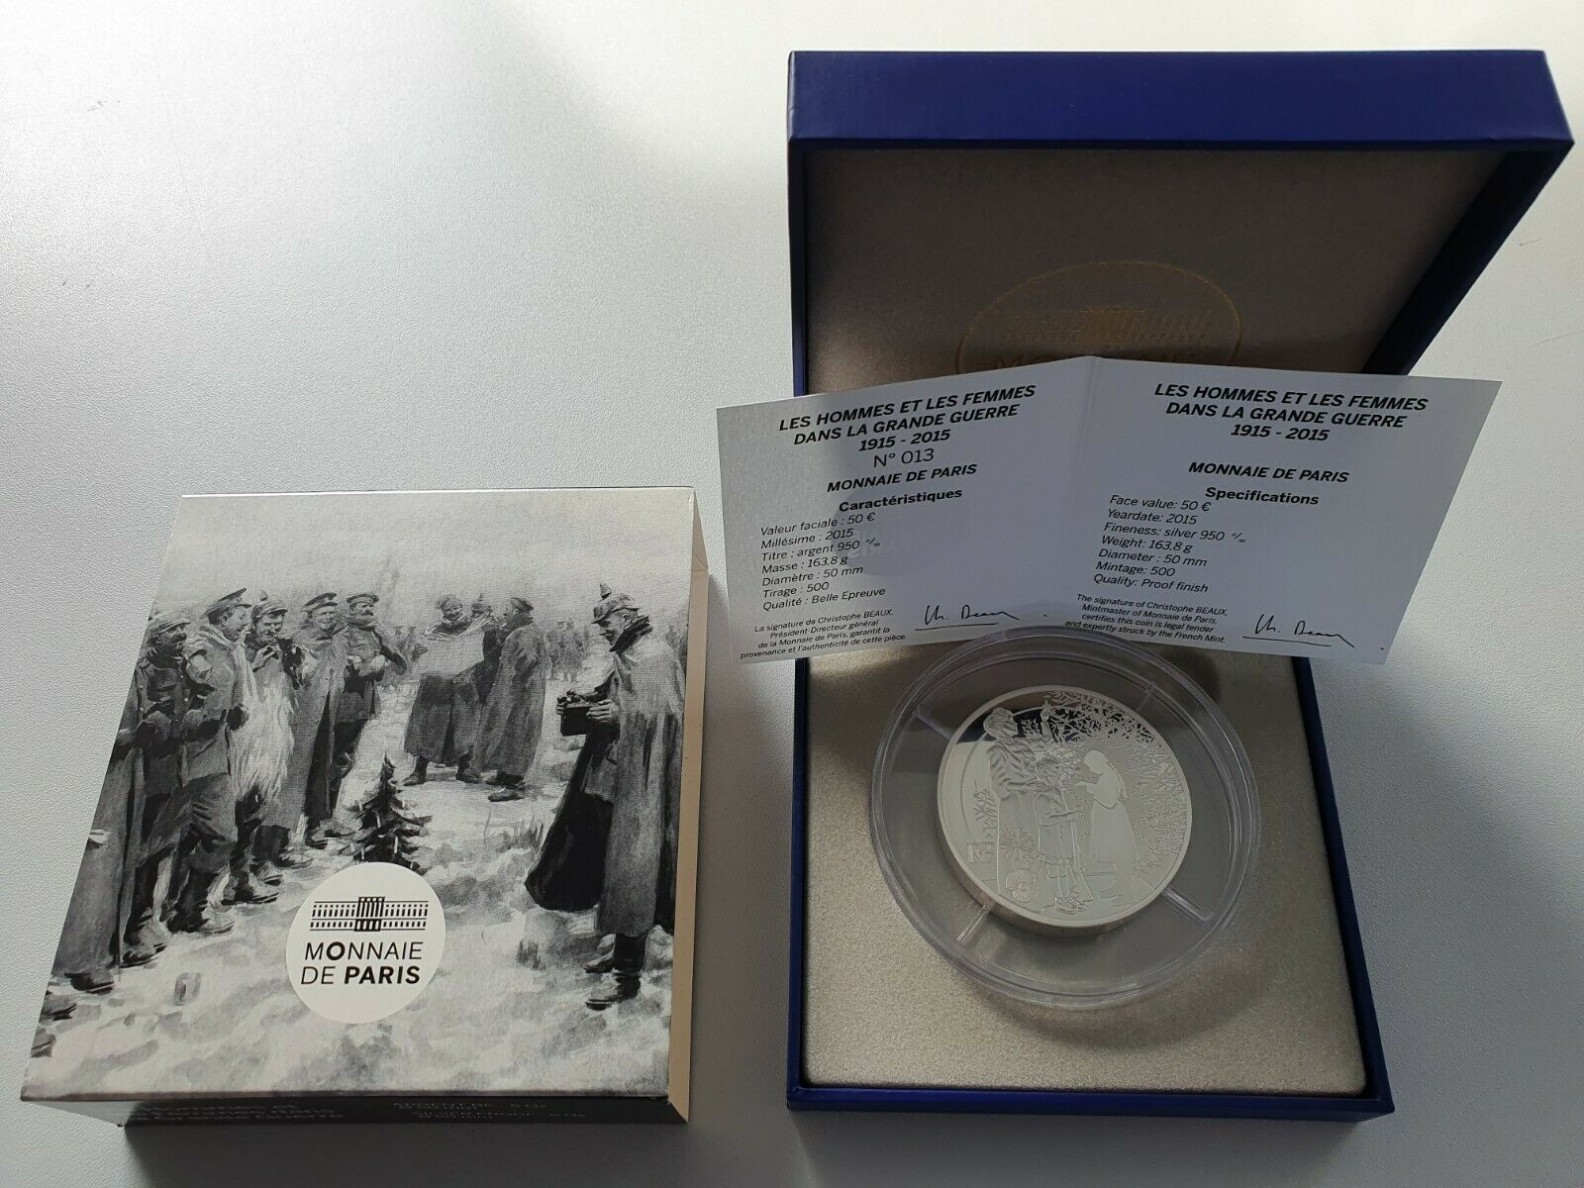 LES HOMMES ET LES FEMMES
DANS LA GRANDE GUERRE
1915 - 2015
N° 013
MONNAIE DE PARIS
Caractéristiques
Valeur faciale : 50 €
Millésime : 2015
Titre : argent 950 °/₀₀
Masse : 163,8 g
Diamètre : 50 mm
Tirage : 500
Qualité : Belle Epreuve
La signature de Christophe BEAUX,
Président-Directeur général
de la Monnaie de Paris, garantit la
provenance et l'authenticité de cette pièce.
LES HOMMES ET LES FEMMES
DANS LA GRANDE GUERRE
1915 - 2015
MONNAIE DE PARIS
Specifications
Face value: 50 €
Yeardate: 2015
Fineness: silver 950 °/₀₀
Weight: 163,8 g
Diameter : 50 mm
Mintage: 500
Quality: Proof finish
The signature of Christophe BEAUX,
Mintmaster of Monnaie de Paris,
certifies this coin is legal tender
and expertly struck by the French Mint.
MONNAIE
DE PARIS